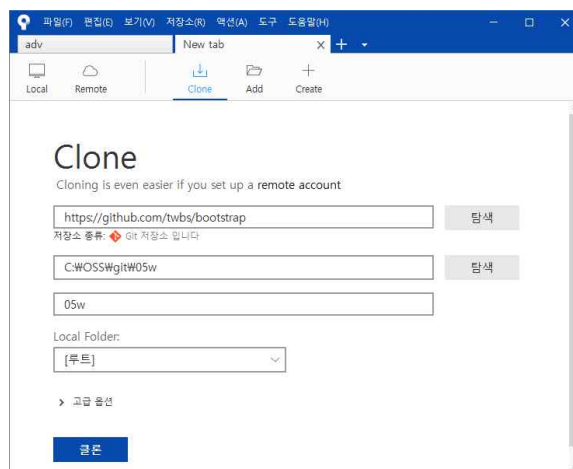 파일(F) 편집(E) 보기(V) 저장소(R) 액션(A) 도구 도움말(H)
adv New tab
Local Remote Clone Add Create
Clone
Cloning is even easier if you set up a remote account
https://github.com/twbs/bootstrap 탐색
저장소 종류: Git 저장소 입니다
C:₩OSS₩git₩05w 탐색
05w
Local Folder:
[루트]
고급 옵션
클론